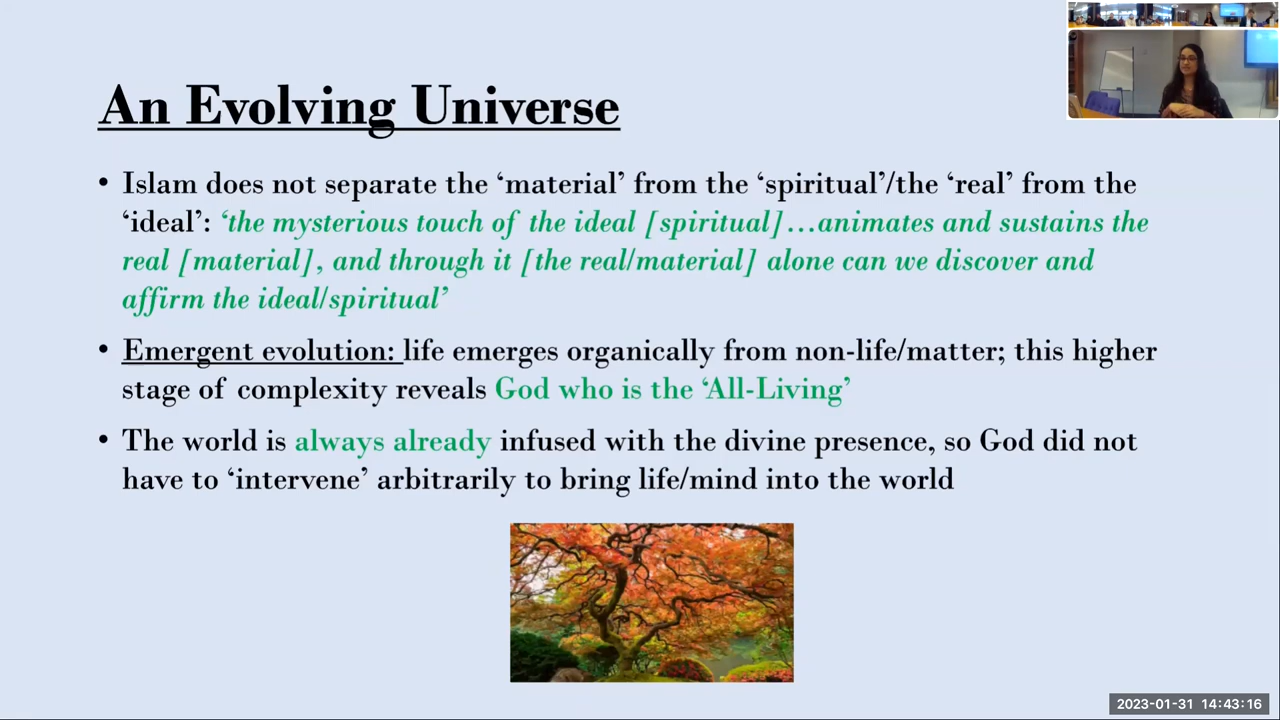 An Evolving Universe
• Islam does not separate the ‘material’ from the ‘spiritual’/the ‘real’ from the
‘ideal’: ‘the mysterious touch of the ideal [spiritual]…animates and sustains the
real [material], and through it [the real/material] alone can we discover and
affirm the ideal/spiritual’
• Emergent evolution: life emerges organically from non-life/matter; this higher
stage of complexity reveals God who is the ‘All-Living’
• The world is always already infused with the divine presence, so God did not
have to ‘intervene’ arbitrarily to bring life/mind into the world
2023-01-31 14:43:16